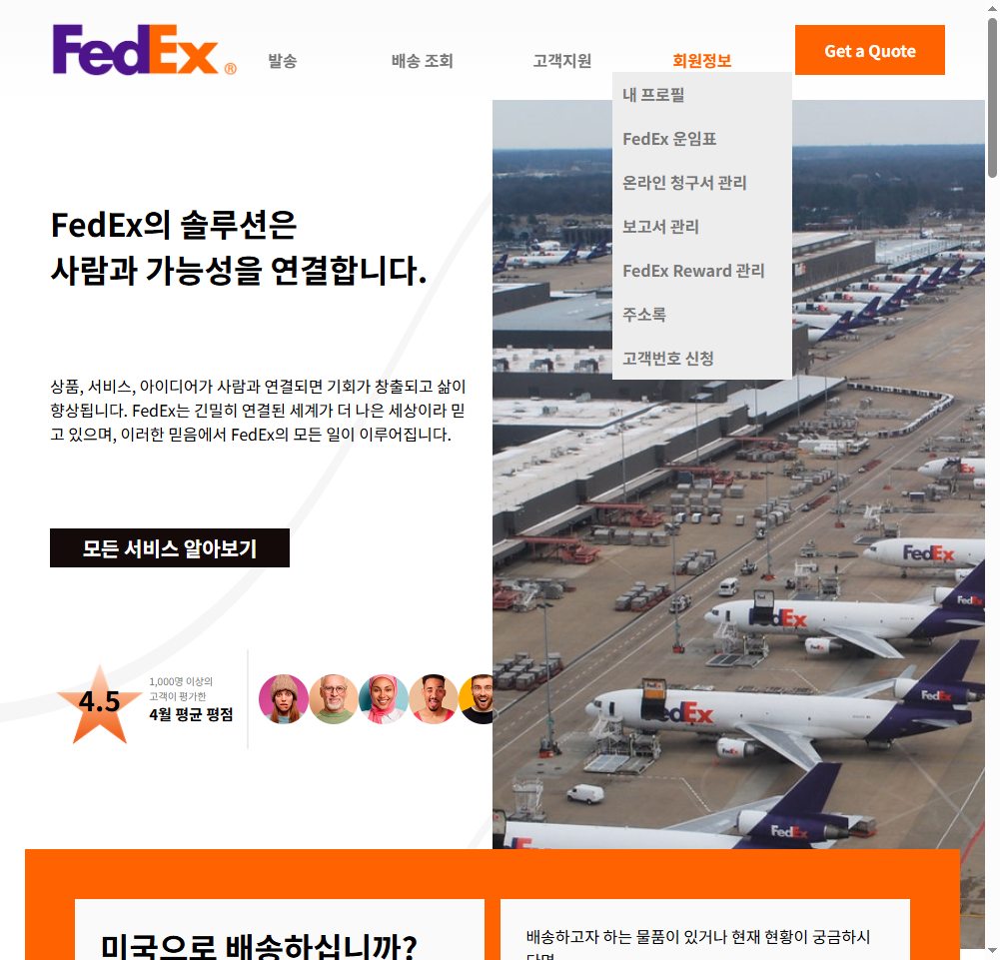 FedEx ®
발송
배송 조회
고객지원
회원정보
Get a Quote
내 프로필
FedEx 운임표
온라인 청구서 관리
보고서 관리
FedEx Reward 관리
주소록
고객번호 신청
FedEx의 솔루션은
사람과 가능성을 연결합니다.
상품, 서비스, 아이디어가 사람과 연결되면 기회가 창출되고 삶이
향상됩니다. FedEx는 긴밀히 연결된 세계가 더 나은 세상이라 믿
고 있으며, 이러한 믿음에서 FedEx의 모든 일이 이루어집니다.
모든 서비스 알아보기
4.5
1,000명 이상의
고객이 평가한
4월 평균 평점
FedEx
FedEx
FedEx
FedEx
FedEx
FedEx
FedEx
미국으로 배송하십니까?
배송하고자 하는 물품이 있거나 현재 현황이 궁금하시
다면